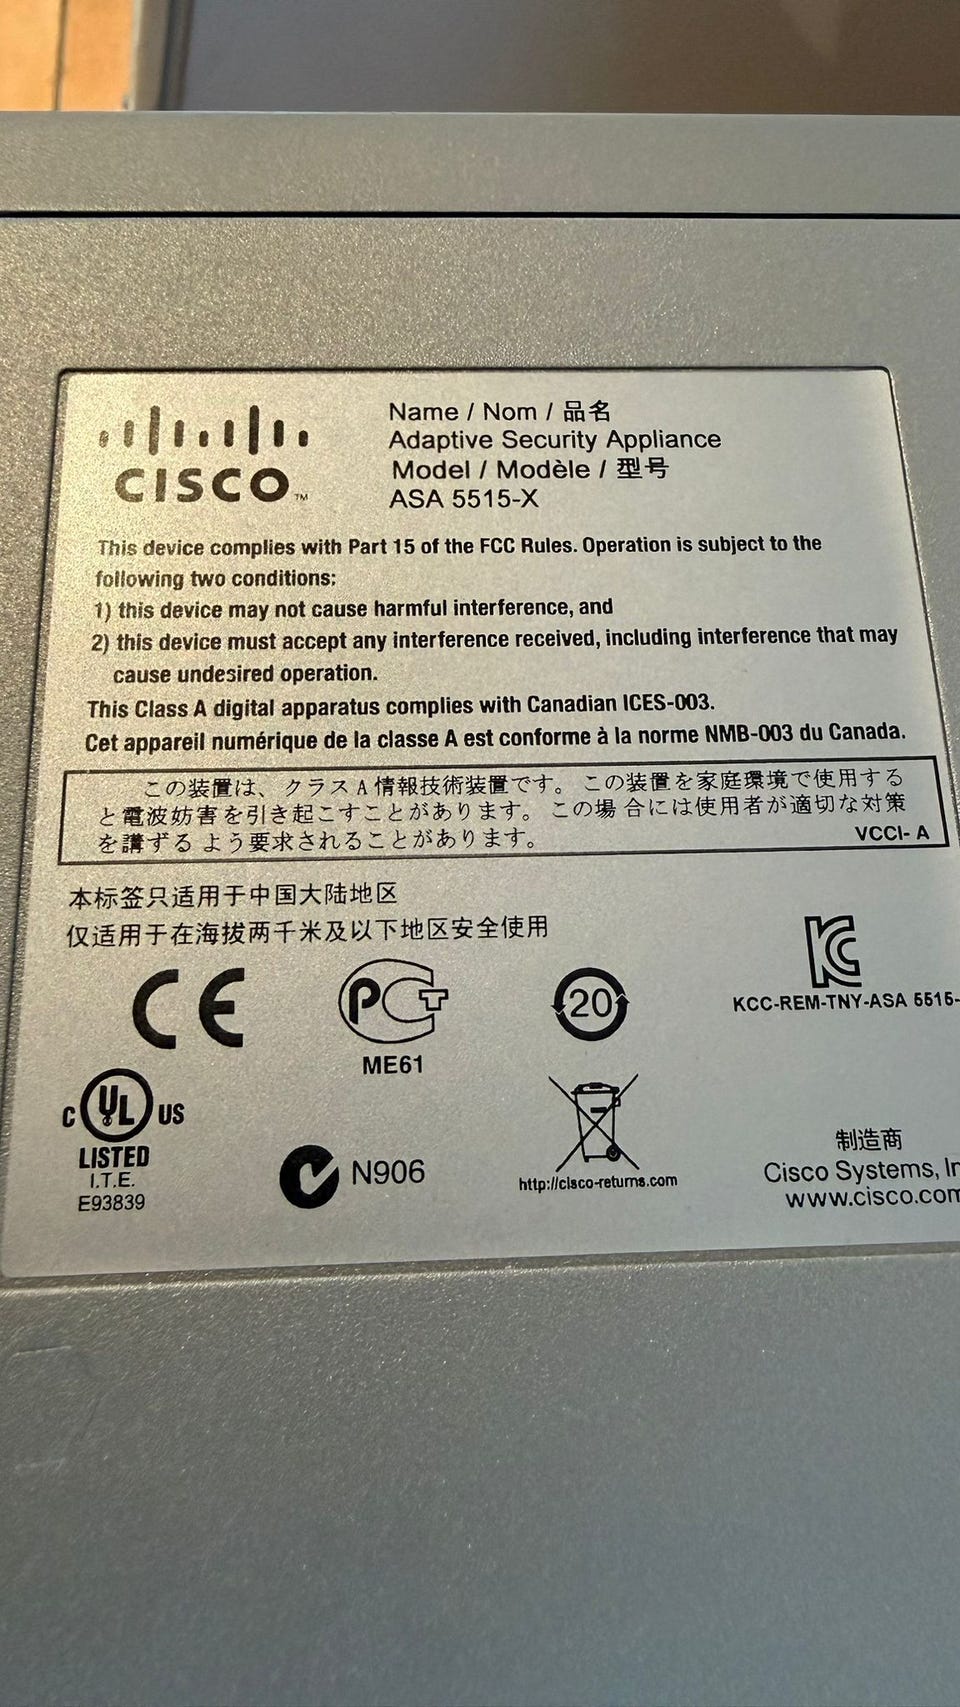 CISCO™
Name / Nom / 品名
Adaptive Security Appliance
Model / Modèle / 型号
ASA 5515-X
This device complies with Part 15 of the FCC Rules. Operation is subject to the
following two conditions:
1) this device may not cause harmful interference, and
2) this device must accept any interference received, including interference that may
cause undesired operation.
This Class A digital apparatus complies with Canadian ICES-003.
Cet appareil numérique de la classe A est conforme à la norme NMB-003 du Canada.
この装置は、クラスA情報技術装置です。この装置を家庭環境で使用する
と電波妨害を引き起こすことがあります。この場 合には使用者が適切な対策
を講ずる よう要求されることがあります。
VCCI- A
本标签只适用于中国大陆地区
仅适用于在海拔两千米及以下地区安全使用
CE
PCT
ME61
20
KC
KCC-REM-TNY-ASA 5515-
C UL US
LISTED
I.T.E.
E93839
N906
http://cisco-returns.com
制造商
Cisco Systems, In
www.cisco.com